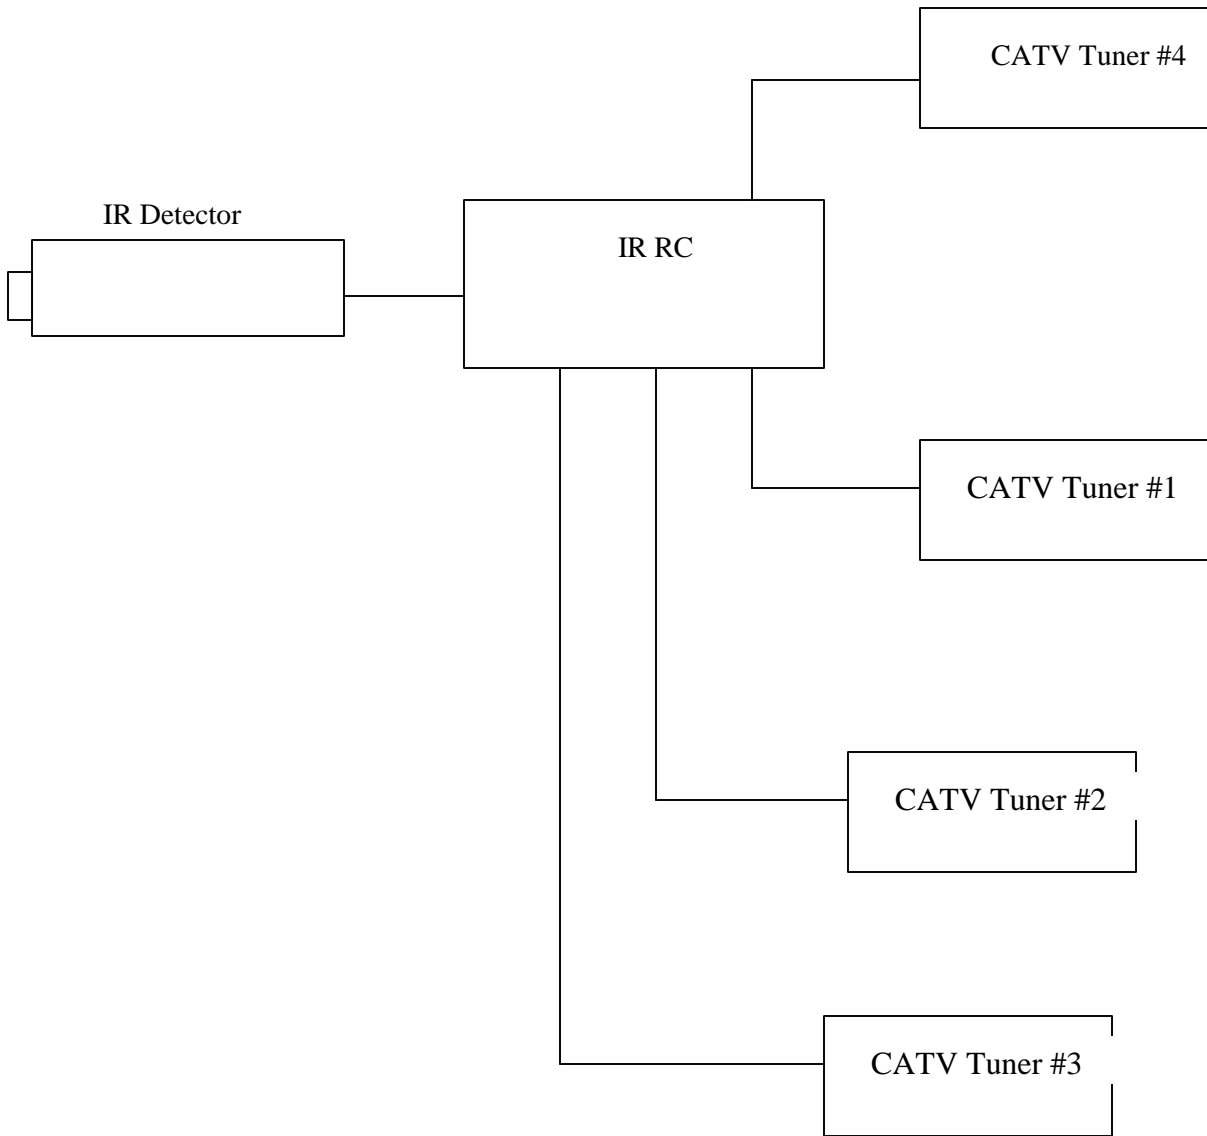 CATV Tuner #4
IR Detector
IR RC
CATV Tuner #1
CATV Tuner #2
CATV Tuner #3